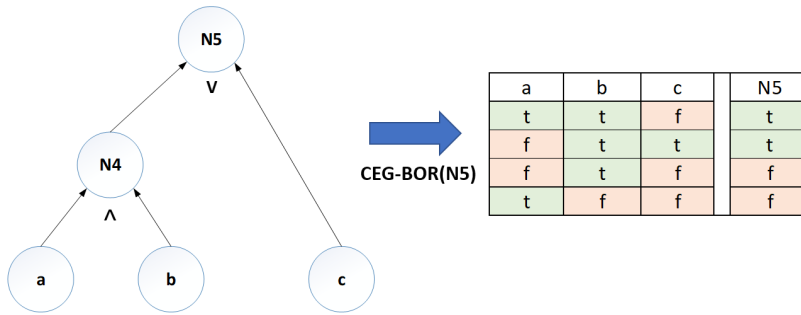 N5
V
N4
Λ
a b c
CEG-BOR(N5)
a b c N5
t t f t
f t t t
f t f f
t f f f